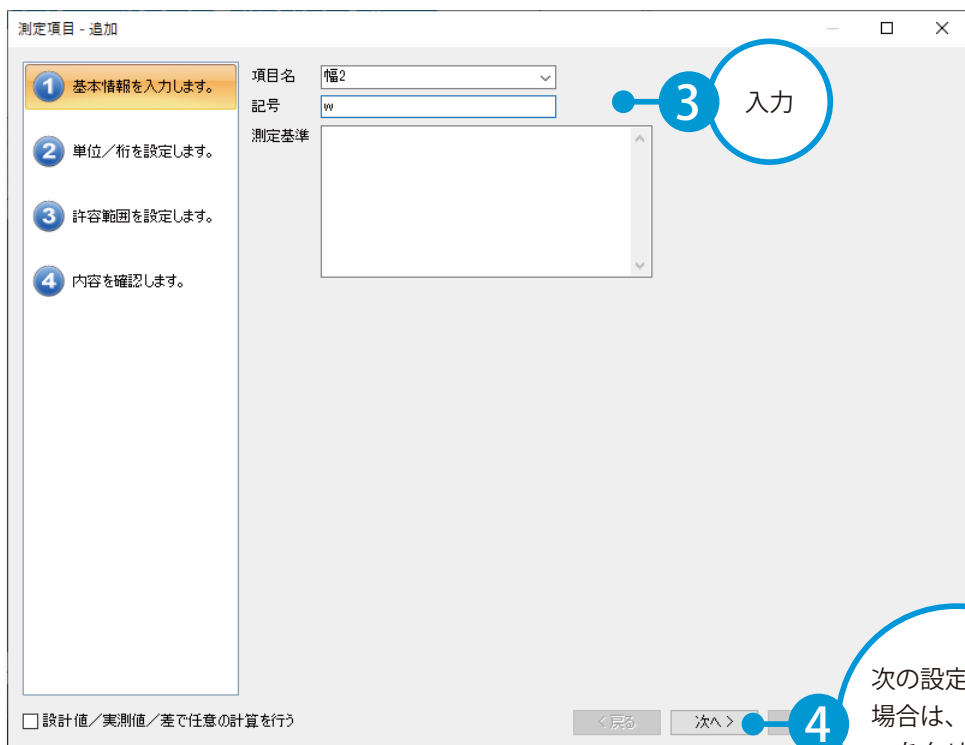 測定項目 - 追加
1 基本情報を入力します。
2 単位／桁を設定します。
3 許容範囲を設定します。
4 内容を確認します。
項目名 幅2
記号 w
測定基準
3 入力
設計値／実測値／差で任意の計算を行う
< 戻る 次へ >
4
次の設定
場合は、